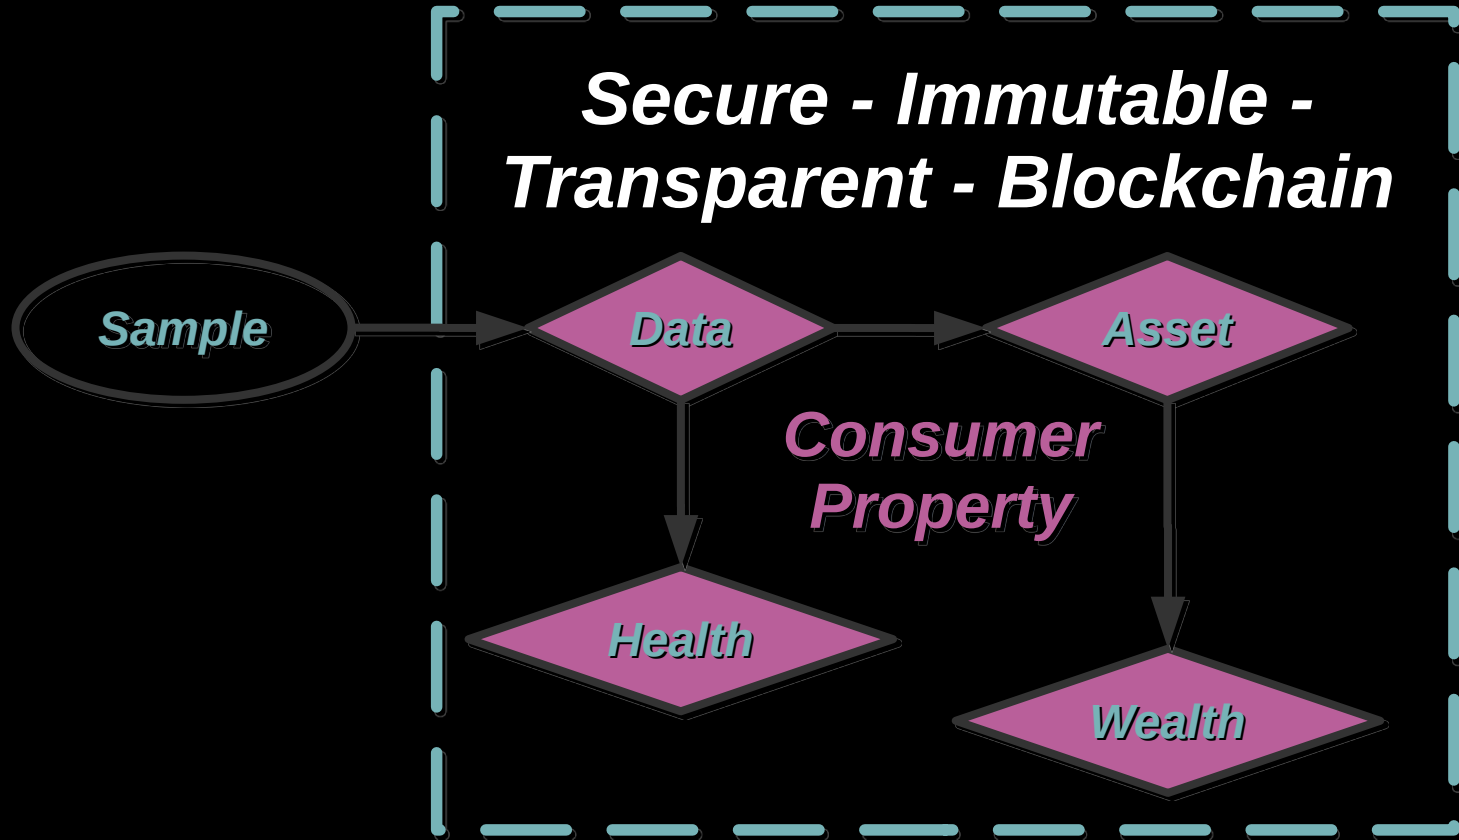 Secure - Immutable -
Transparent - Blockchain
Sample
Data
Asset
Consumer
Property
Health
Wealth